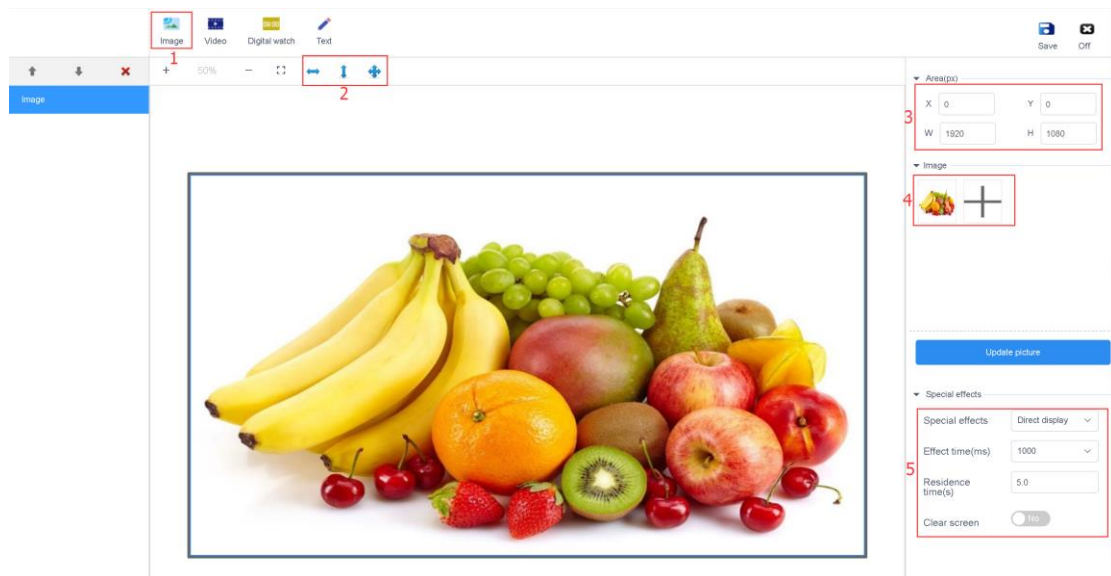 Image Video Digital watch Text
Save Off
1
+ 50% −
2
Image
Area(px)
3
X 0 Y 0
W 1920 H 1080
Image
4
Update picture
Special effects
Special effects Direct display
Effect time(ms) 1000
5
Residence
time(s)
5.0
Clear screen No